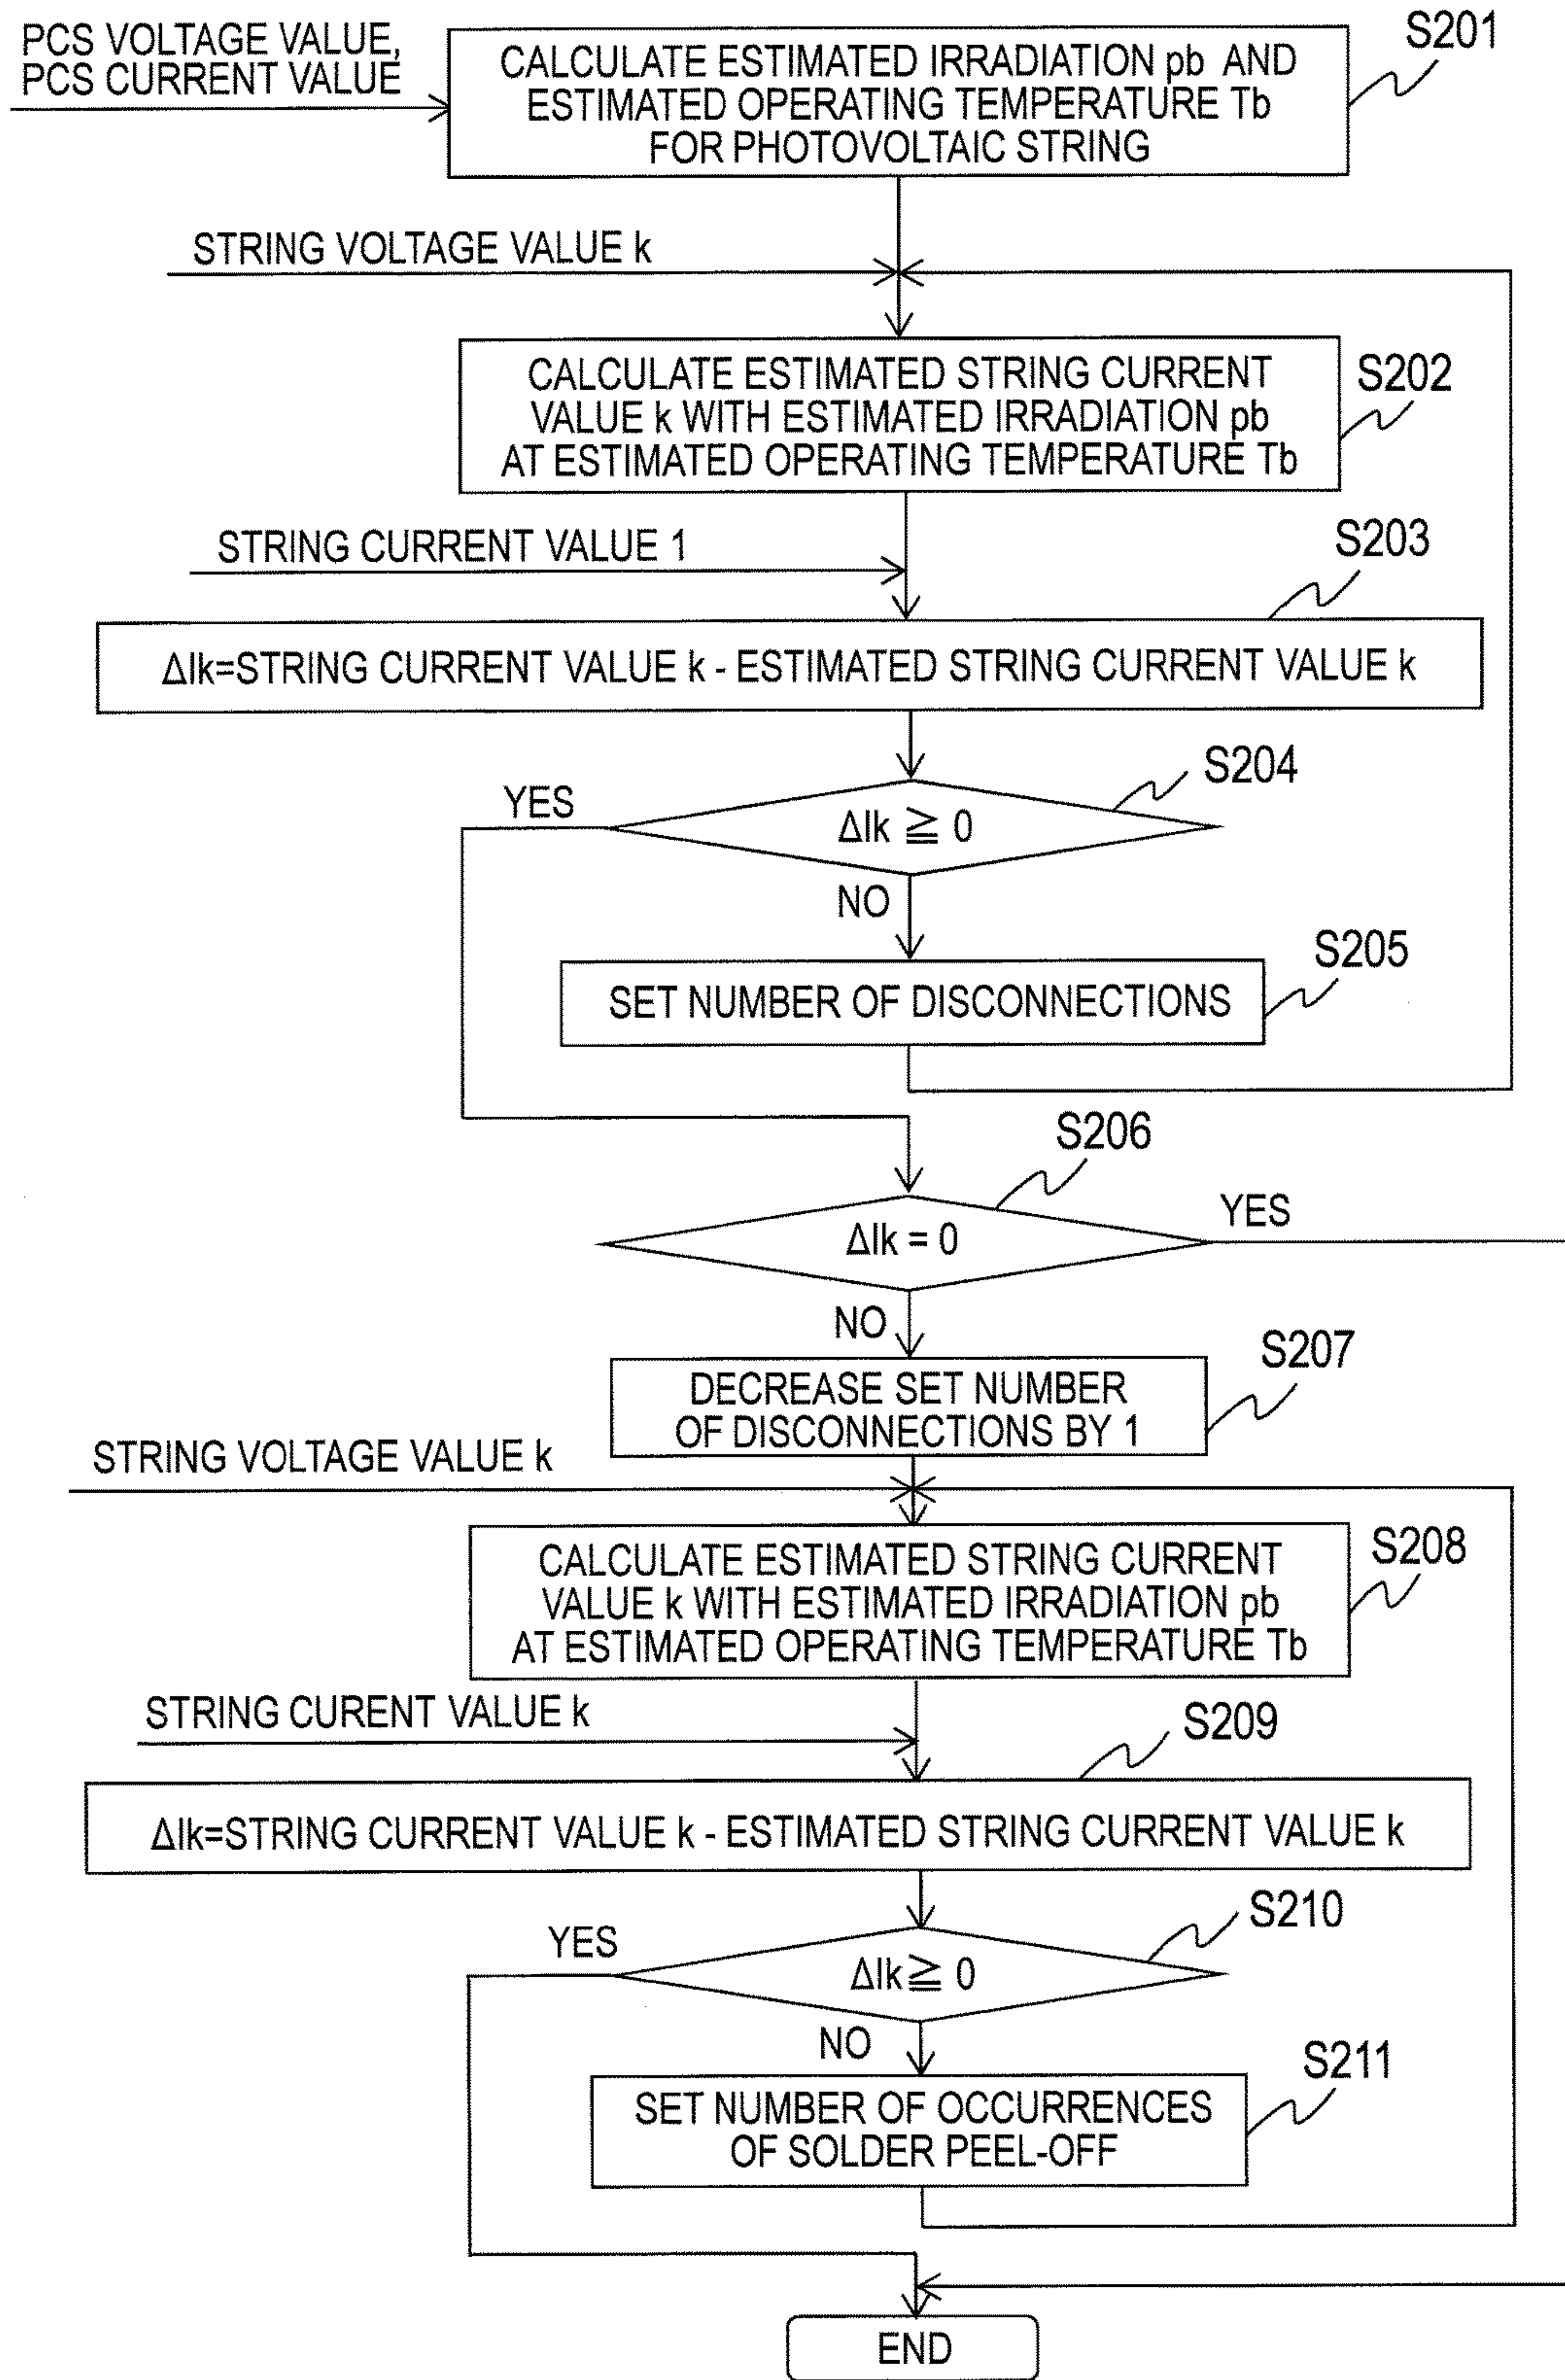 PCS VOLTAGE VALUE,
PCS CURRENT VALUE
S201
CALCULATE ESTIMATED IRRADIATION pb AND
ESTIMATED OPERATING TEMPERATURE Tb
FOR PHOTOVOLTAIC STRING
STRING VOLTAGE VALUE k
S202
CALCULATE ESTIMATED STRING CURRENT
VALUE k WITH ESTIMATED IRRADIATION pb
AT ESTIMATED OPERATING TEMPERATURE Tb
STRING CURRENT VALUE 1
S203
ΔIk=STRING CURRENT VALUE k - ESTIMATED STRING CURRENT VALUE k
S204
YES
ΔIk ≧ 0
NO
S205
SET NUMBER OF DISCONNECTIONS
S206
YES
ΔIk = 0
NO
S207
DECREASE SET NUMBER
OF DISCONNECTIONS BY 1
STRING VOLTAGE VALUE k
S208
CALCULATE ESTIMATED STRING CURRENT
VALUE k WITH ESTIMATED IRRADIATION pb
AT ESTIMATED OPERATING TEMPERATURE Tb
STRING CURENT VALUE k
S209
ΔIk=STRING CURRENT VALUE k - ESTIMATED STRING CURRENT VALUE k
S210
YES
ΔIk≧ 0
NO
S211
SET NUMBER OF OCCURRENCES
OF SOLDER PEEL-OFF
END